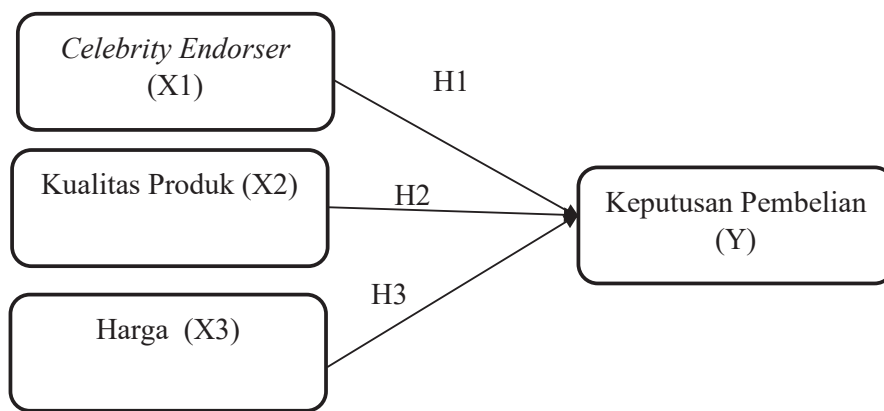 Celebrity Endorser
(X1)
H1
Kualitas Produk (X2)
H2
Keputusan Pembelian
(Y)
H3
Harga (X3)